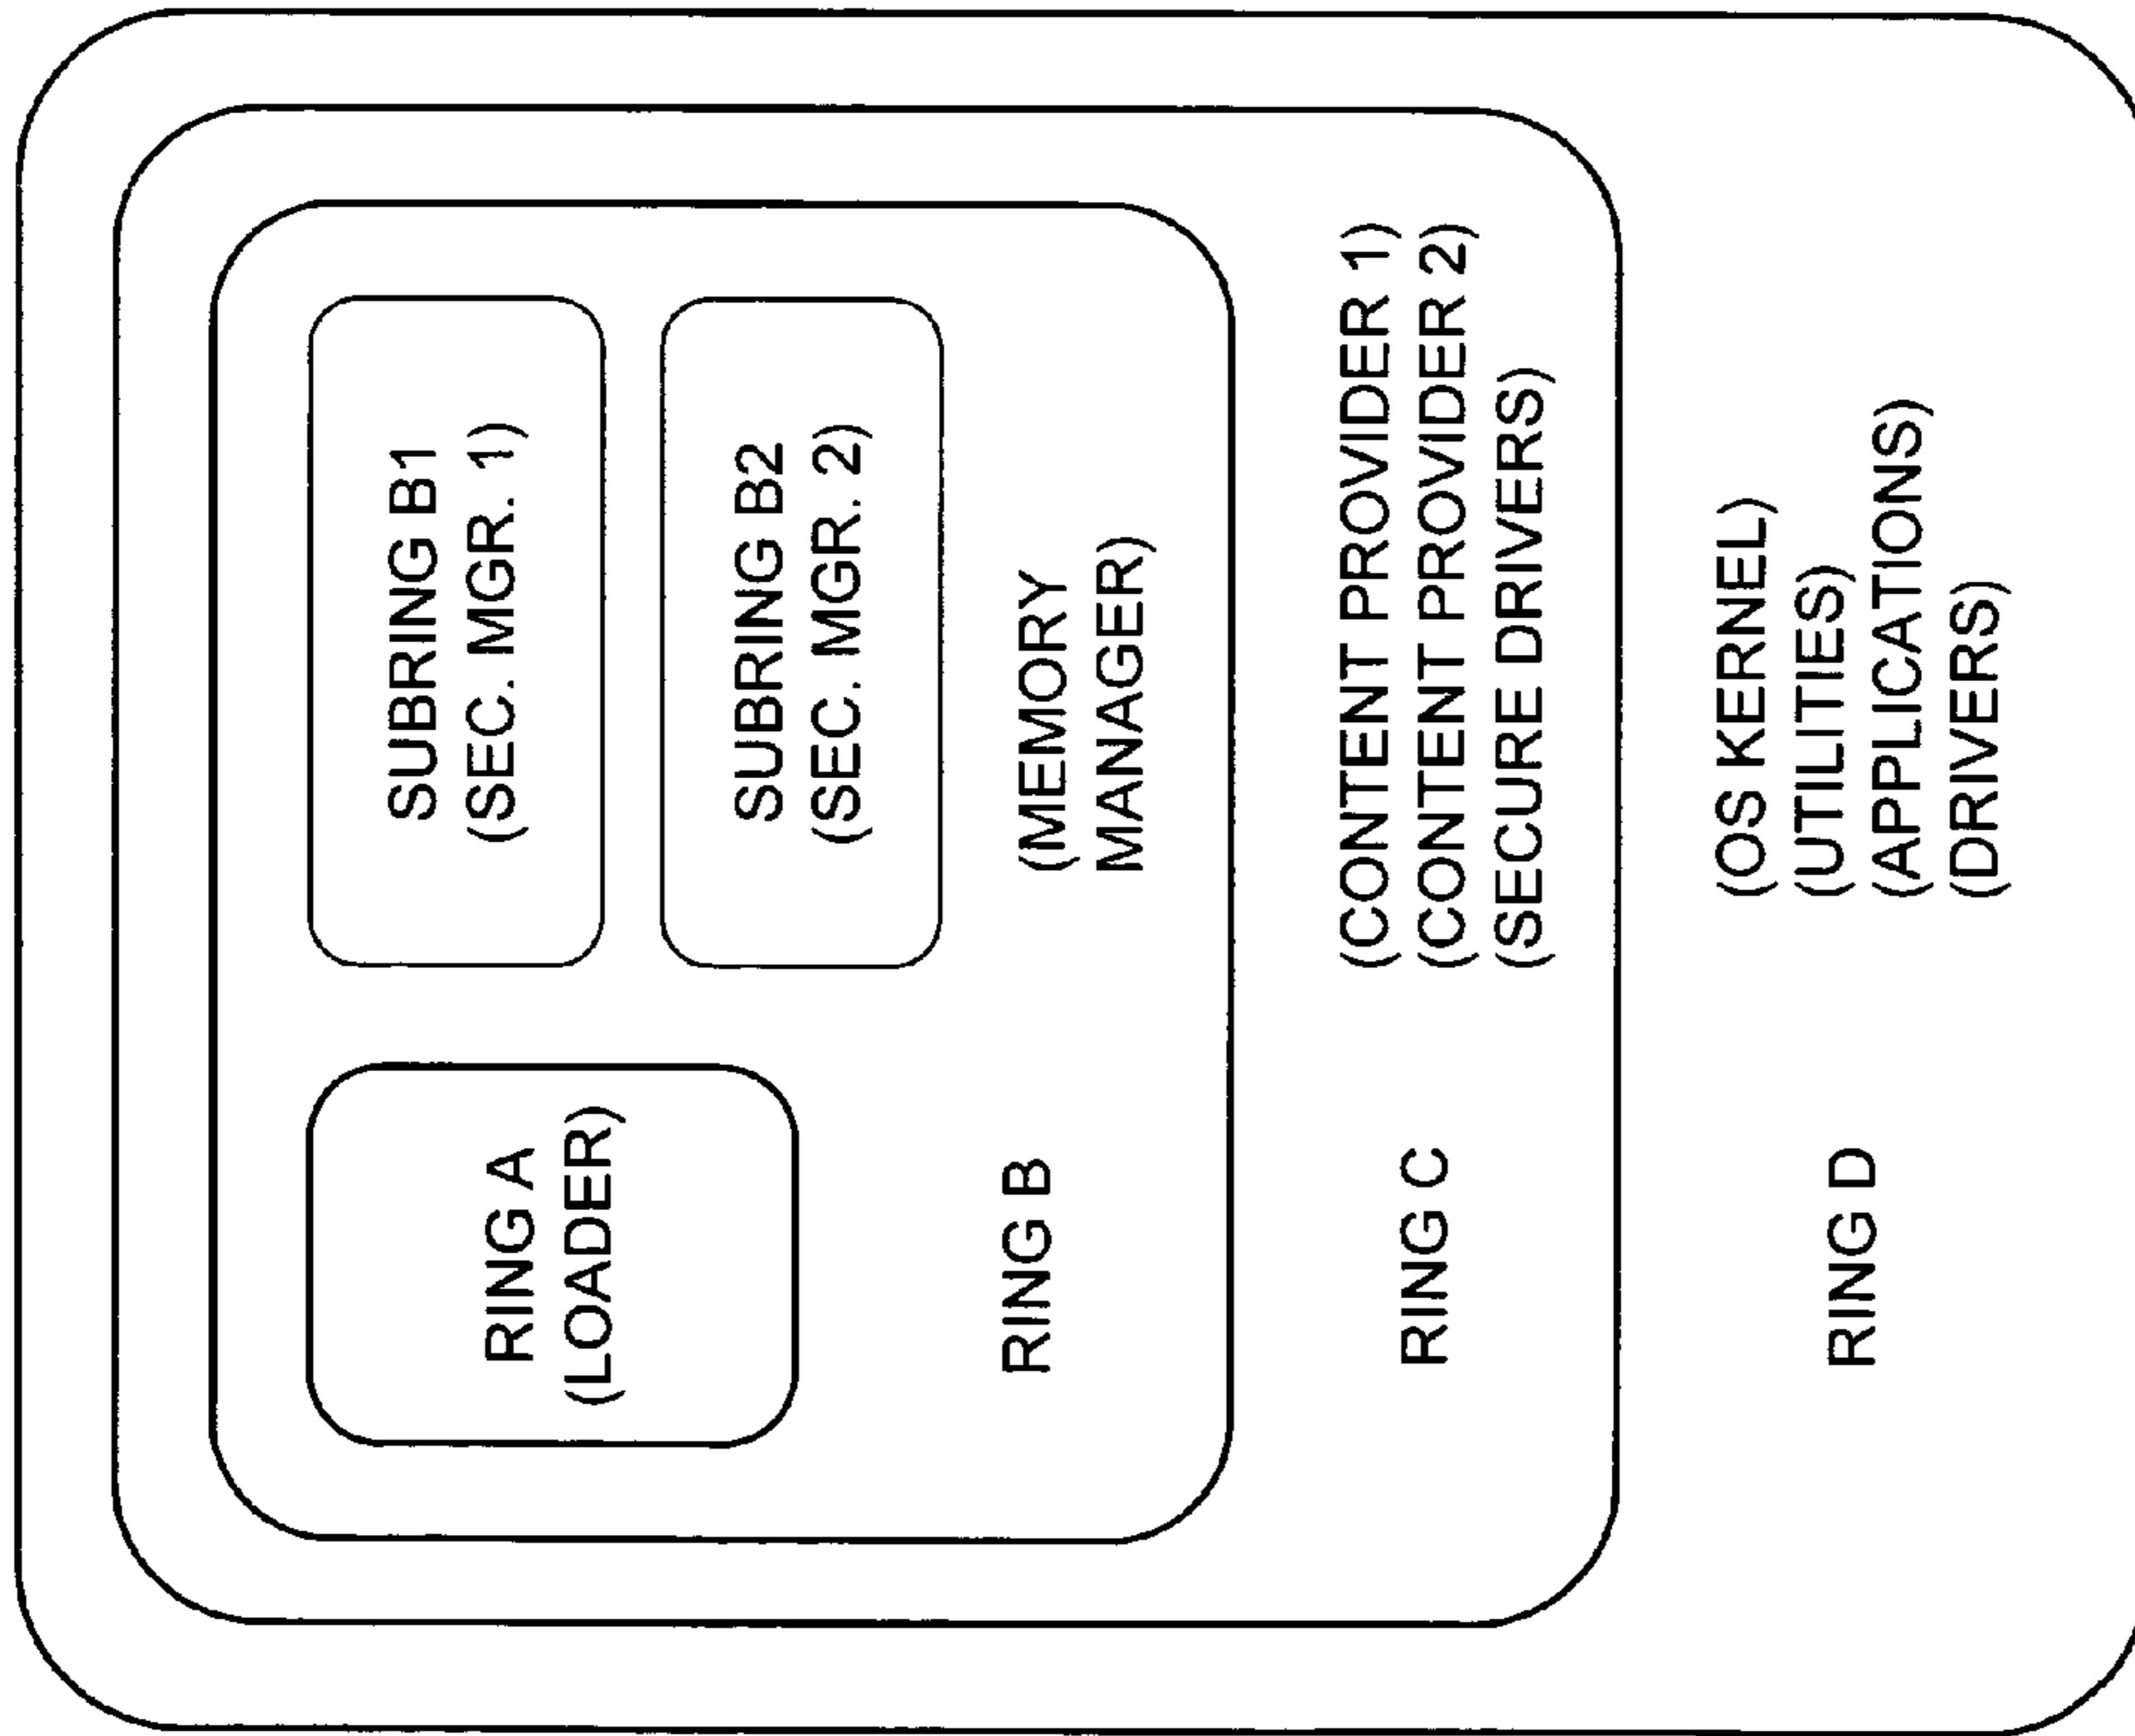 RING A
(LOADER)
SUBRING B1
(SEC. MGR. 1)
SUBRING B2
(SEC. MGR. 2)
RING B
(MEMORY
MANAGER)
RING C
(CONTENT PROVIDER 1)
(CONTENT PROVIDER 2)
(SECURE DRIVERS)
RING D
(OS KERNEL)
(UTILITIES)
(APPLICATIONS)
(DRIVERS)